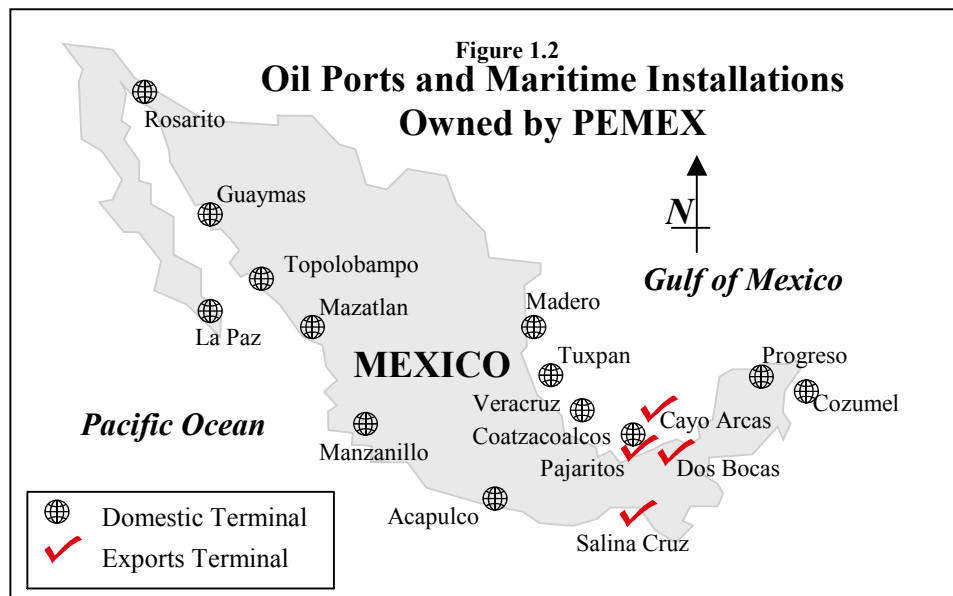 Figure 1.2
Oil Ports and Maritime Installations
Owned by PEMEX
Rosarito
N
Guaymas
Gulf of Mexico
Topolobampo
Mazatlan
Madero
La Paz
MEXICO
Tuxpan
Progreso
Veracruz
Cayo Arcas
Cozumel
Pacific Ocean
Coatzacoalcos
Manzanillo
Pajaritos
Dos Bocas
Acapulco
Salina Cruz
Domestic Terminal
Exports Terminal